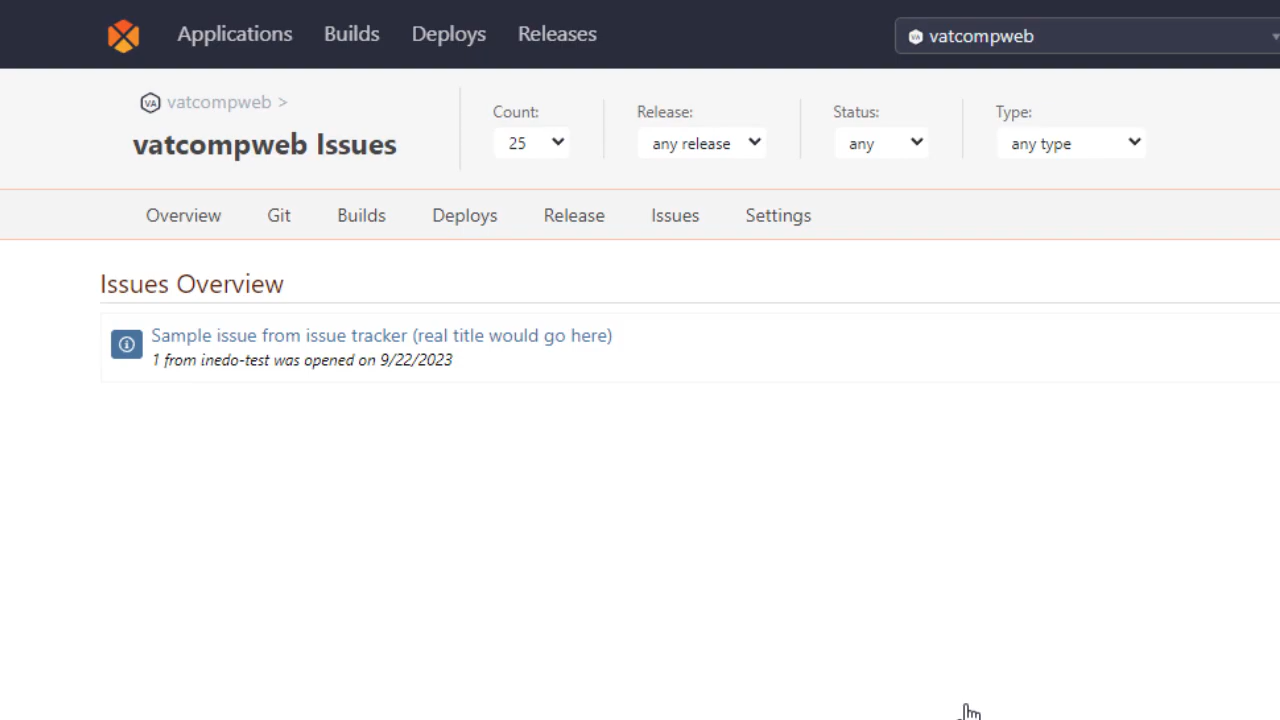 Applications Builds Deploys Releases
vatcompweb
vatcompweb >
vatcompweb Issues
Count:
25
Release:
any release
Status:
any
Type:
any type
Overview Git Builds Deploys Release Issues Settings
Issues Overview
Sample issue from issue tracker (real title would go here)
1 from inedo-test was opened on 9/22/2023